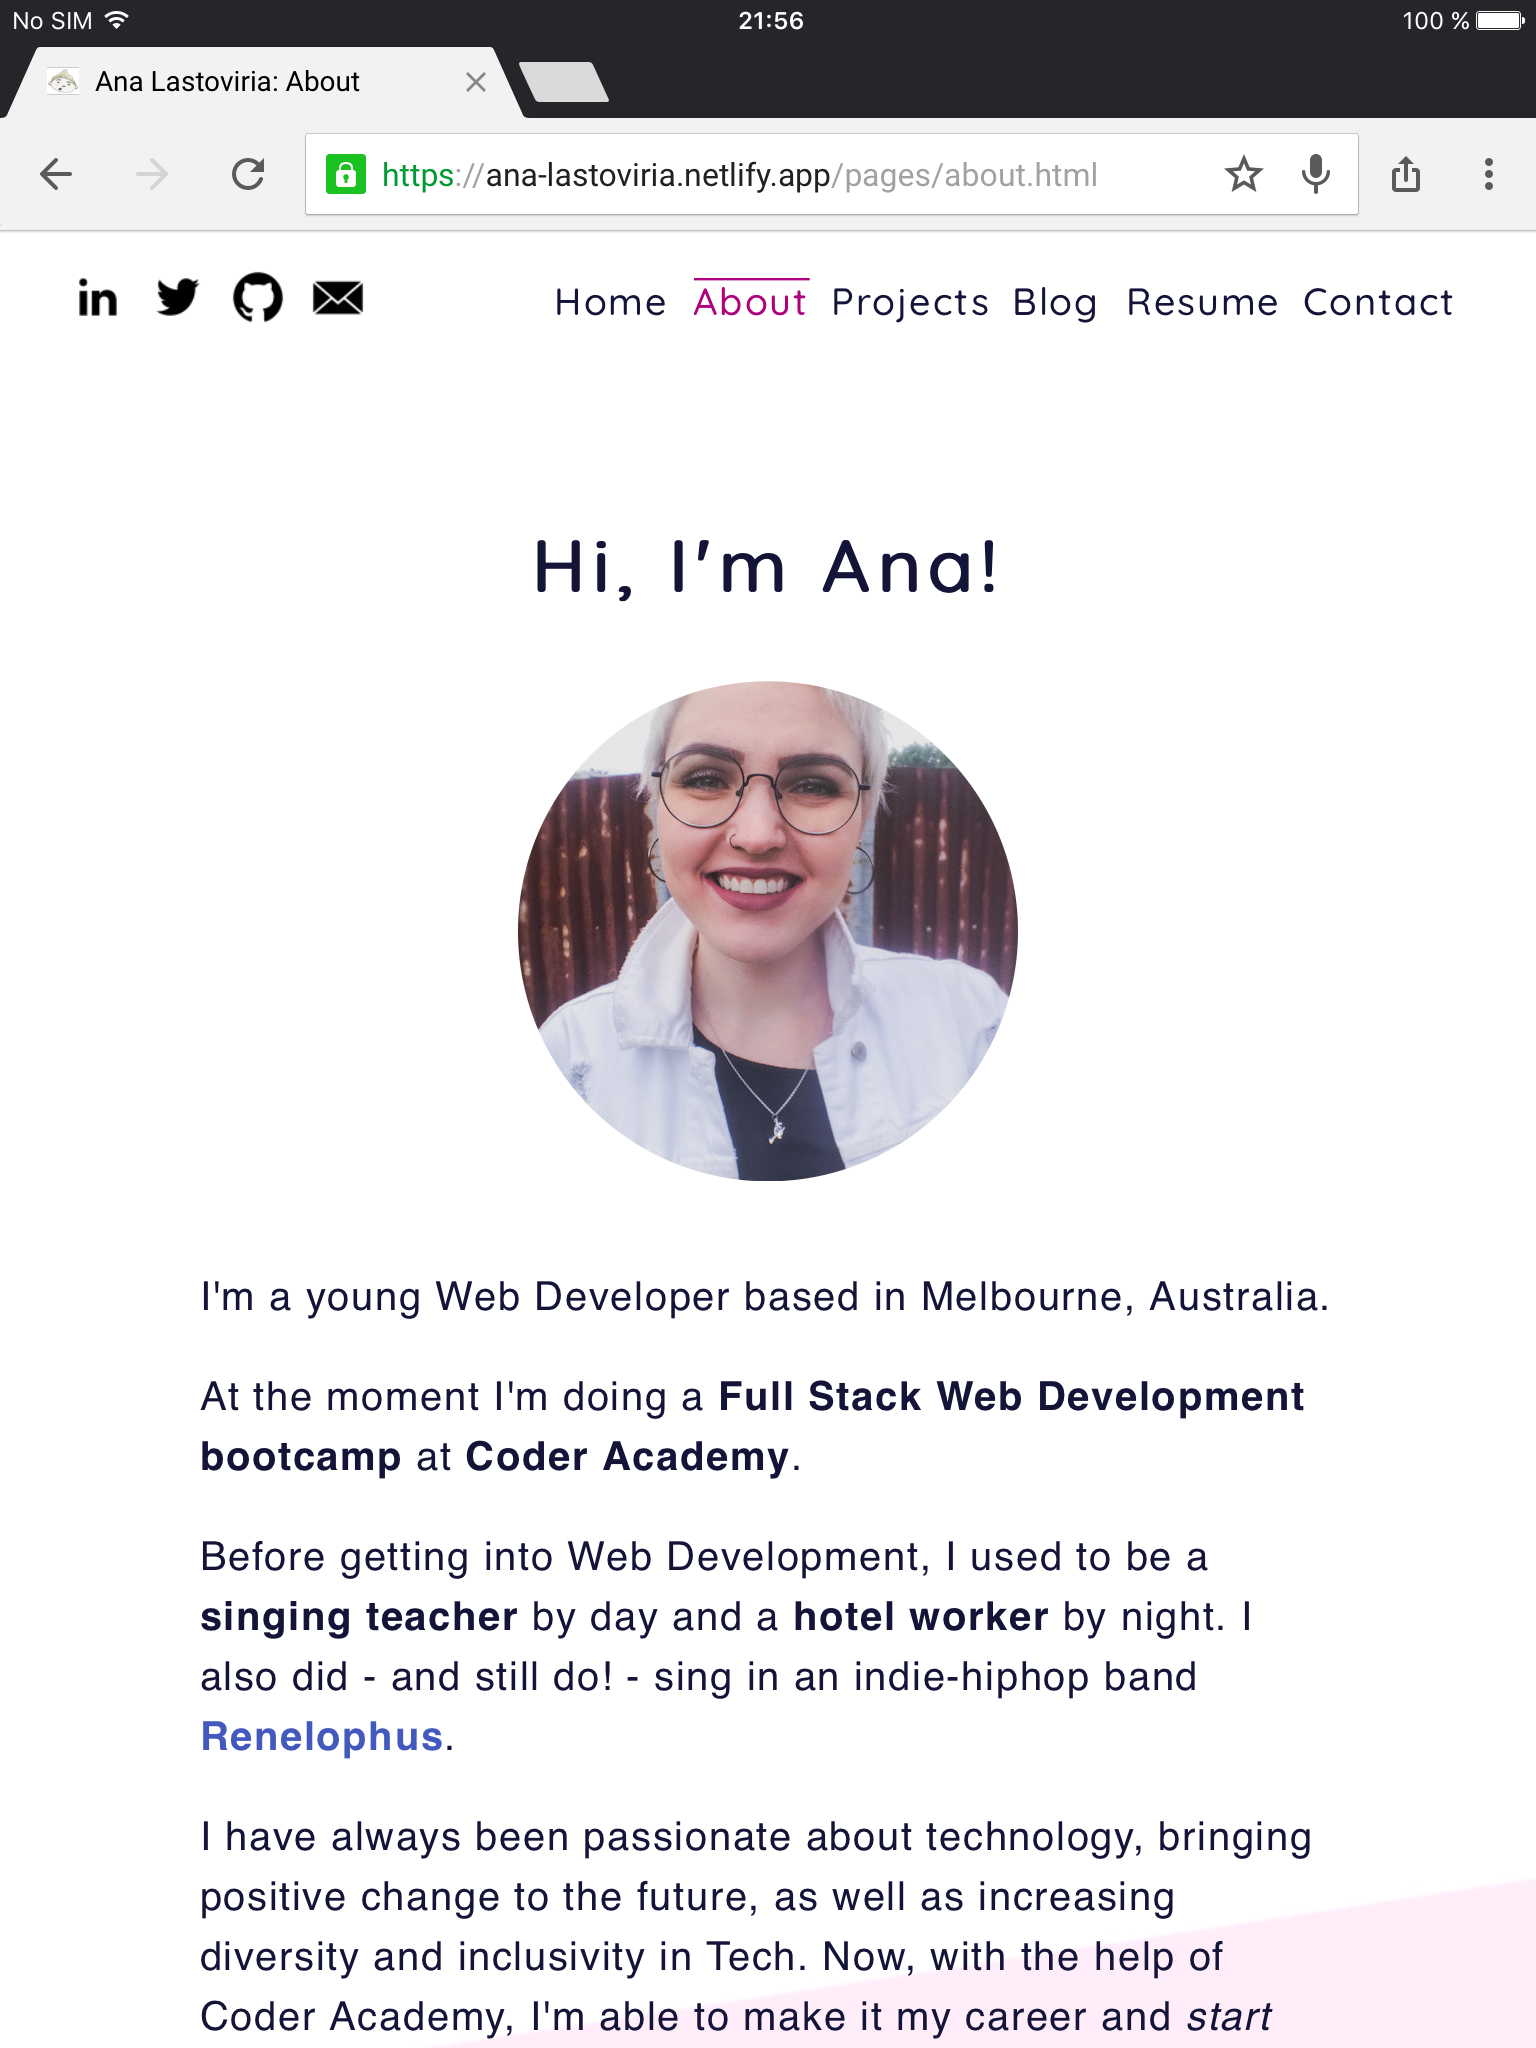 No SIM 21:56 100 %
Ana Lastoviria: About
https://ana-lastoviria.netlify.app/pages/about.html
in Home About Projects Blog Resume Contact
Hi, I'm Ana!
I'm a young Web Developer based in Melbourne, Australia.
At the moment I'm doing a Full Stack Web Development
bootcamp at Coder Academy.
Before getting into Web Development, I used to be a
singing teacher by day and a hotel worker by night. I
also did - and still do! - sing in an indie-hiphop band
Renelophus.
I have always been passionate about technology, bringing
positive change to the future, as well as increasing
diversity and inclusivity in Tech. Now, with the help of
Coder Academy, I'm able to make it my career and start